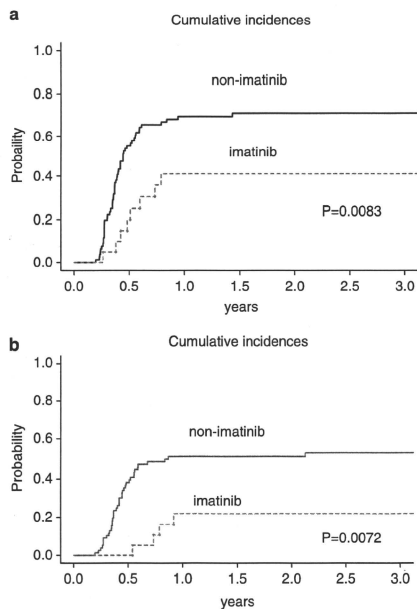 a
Cumulative incidences
1.0
0.8
0.6
0.4
0.2
0.0
Probaility
non-imatinib
imatinib
P=0.0083
0.0 0.5 1.0 1.5 2.0 2.5 3.0
years
b
Cumulative incidences
1.0
0.8
0.6
0.4
0.2
0.0
Probability
non-imatinib
imatinib
P=0.0072
0.0 0.5 1.0 1.5 2.0 2.5 3.0
years